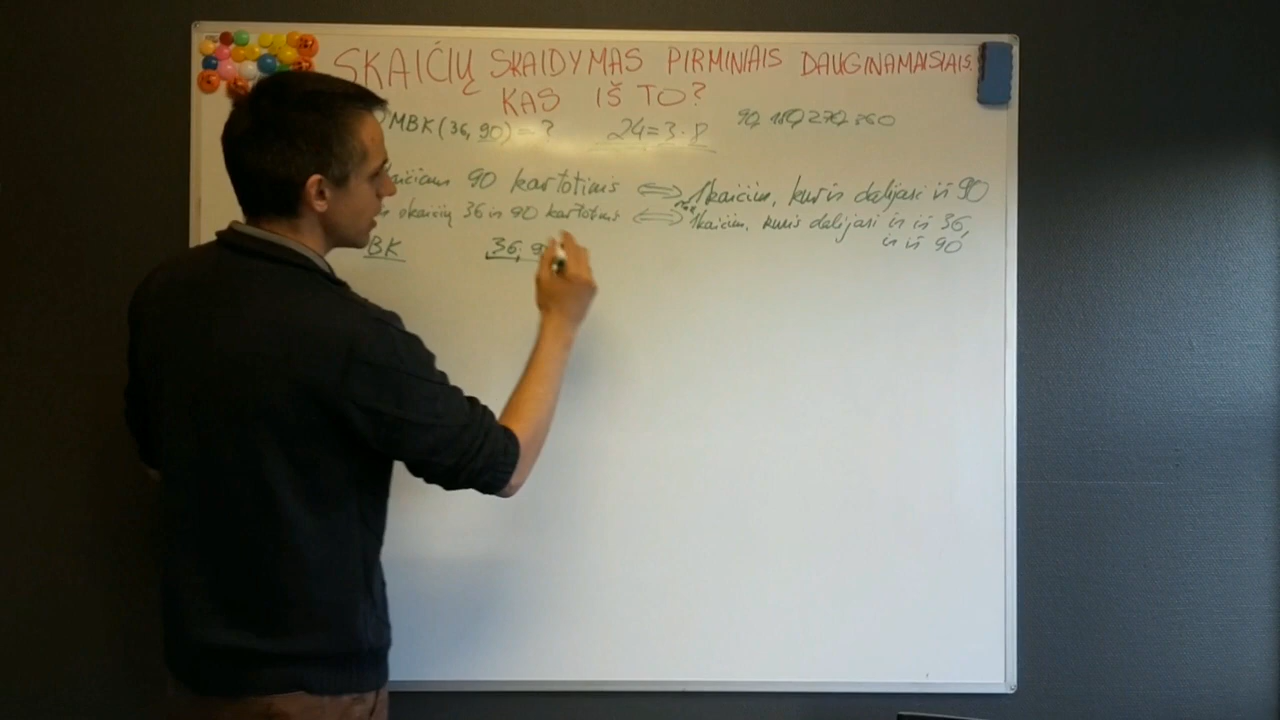 SKAIČIŲ SKAIDYMAS PIRMINIAIS DAUGINAMAISIAIS.
KAS IŠ TO?
MBK(36, 90) = ? 24=3·8 90, 180, 270, 360
90 kartotinis ⟺ Skaičius, kuris dalijasi iš 90
skaičių 36 ir 90 kartotinis ⟺ Skaičius, kuris dalijasi ir iš 36,
ir iš 90
BK 36, 9